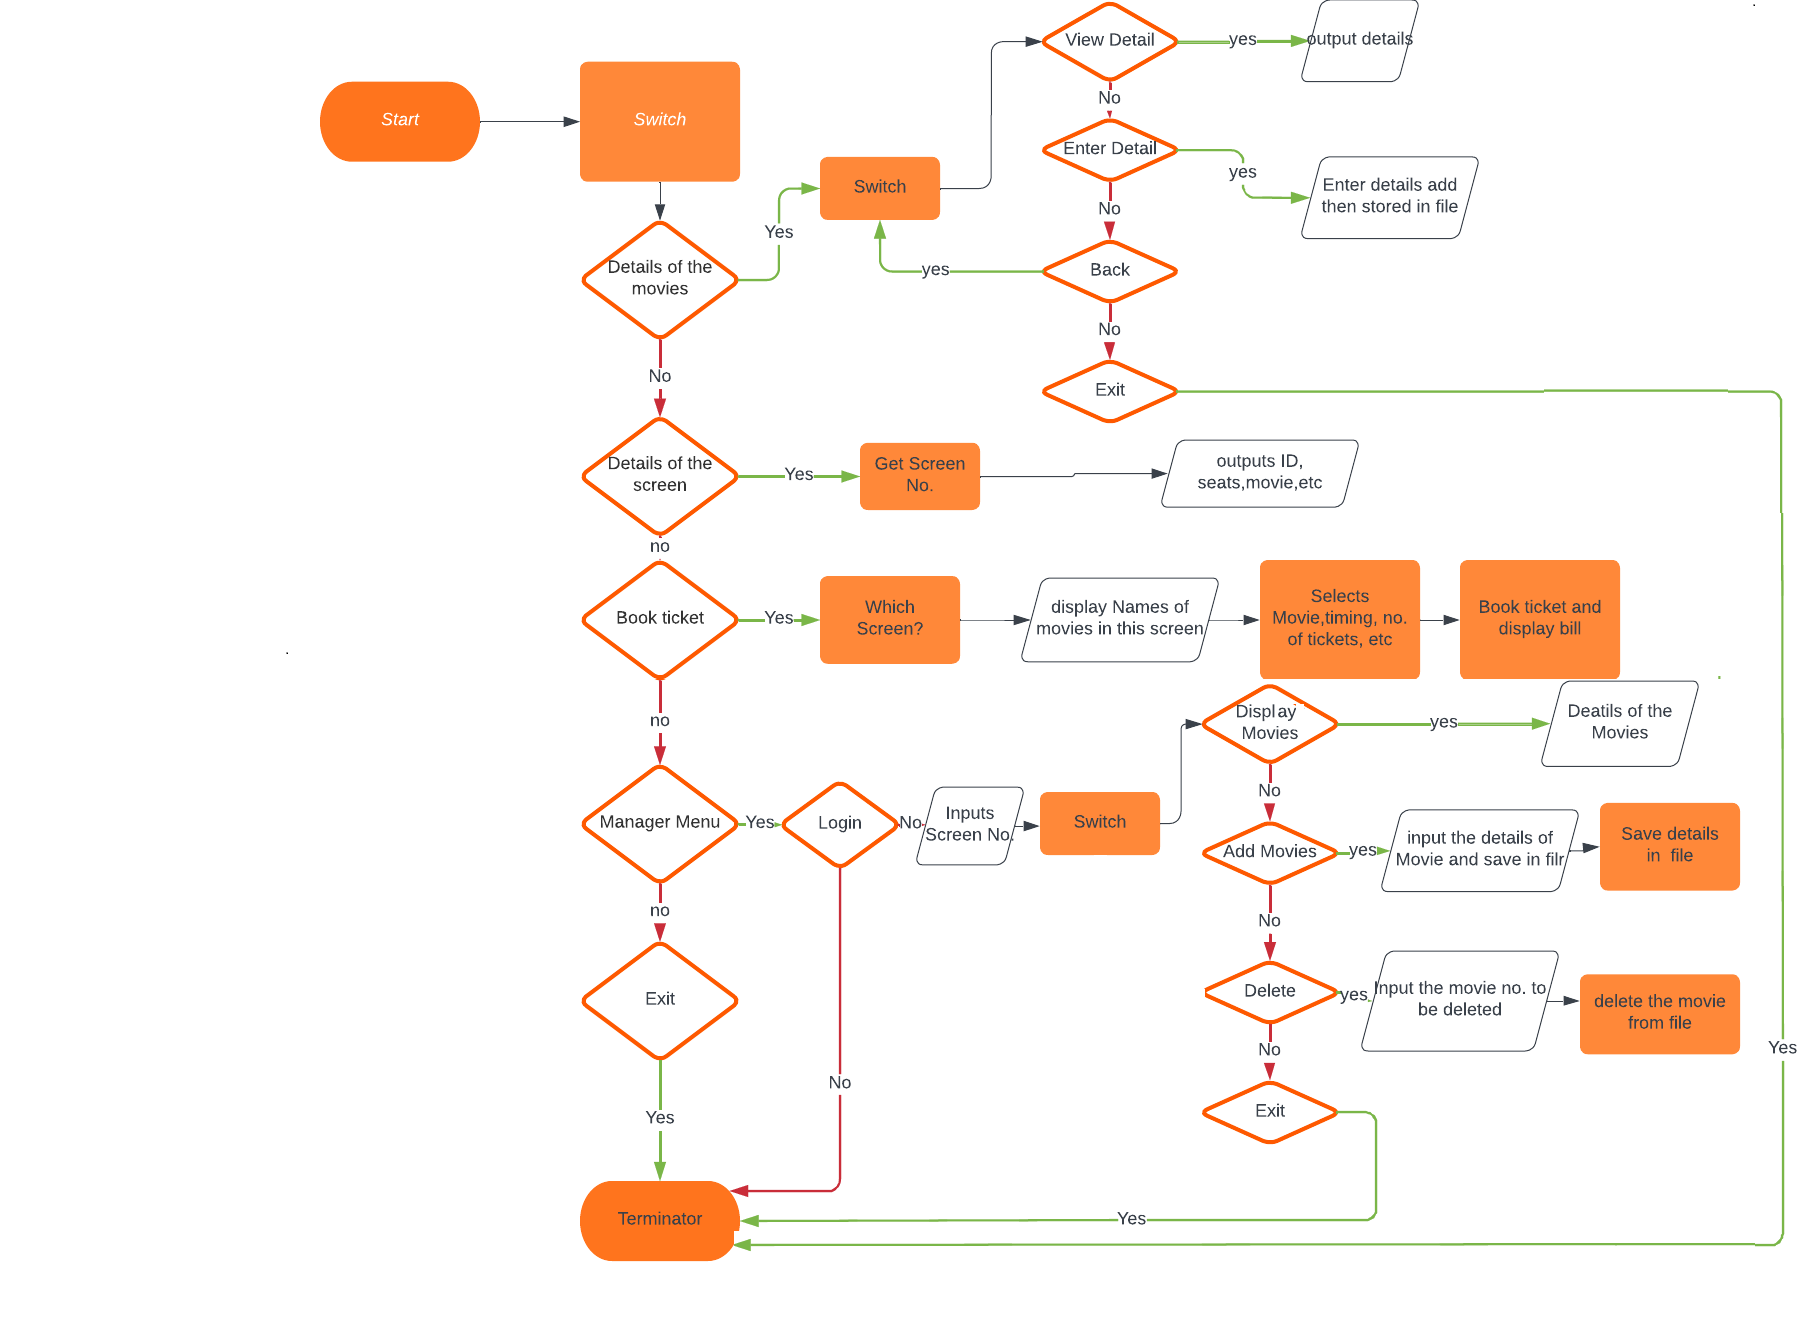 View Detail
yes
output details
No
Start
Switch
Enter Detail
yes
Enter details add
then stored in file
Switch
No
Yes
Details of the
movies
yes
Back
No
No
Exit
Details of the
screen
Yes
Get Screen
No.
outputs ID,
seats,movie,etc
no
Book ticket
Yes
Which
Screen?
display Names of
movies in this screen
Selects
Movie,timing, no.
of tickets, etc
Book ticket and
display bill
no
Display
Movies
yes
Deatils of the
Movies
No
Manager Menu
Yes
Login
No
Inputs
Screen No.
Switch
Add Movies
yes
input the details of
Movie and save in filr
Save details
in file
no
No
Exit
Delete
yes
Input the movie no. to
be deleted
delete the movie
from file
No
Yes
No
Exit
Yes
Terminator
Yes